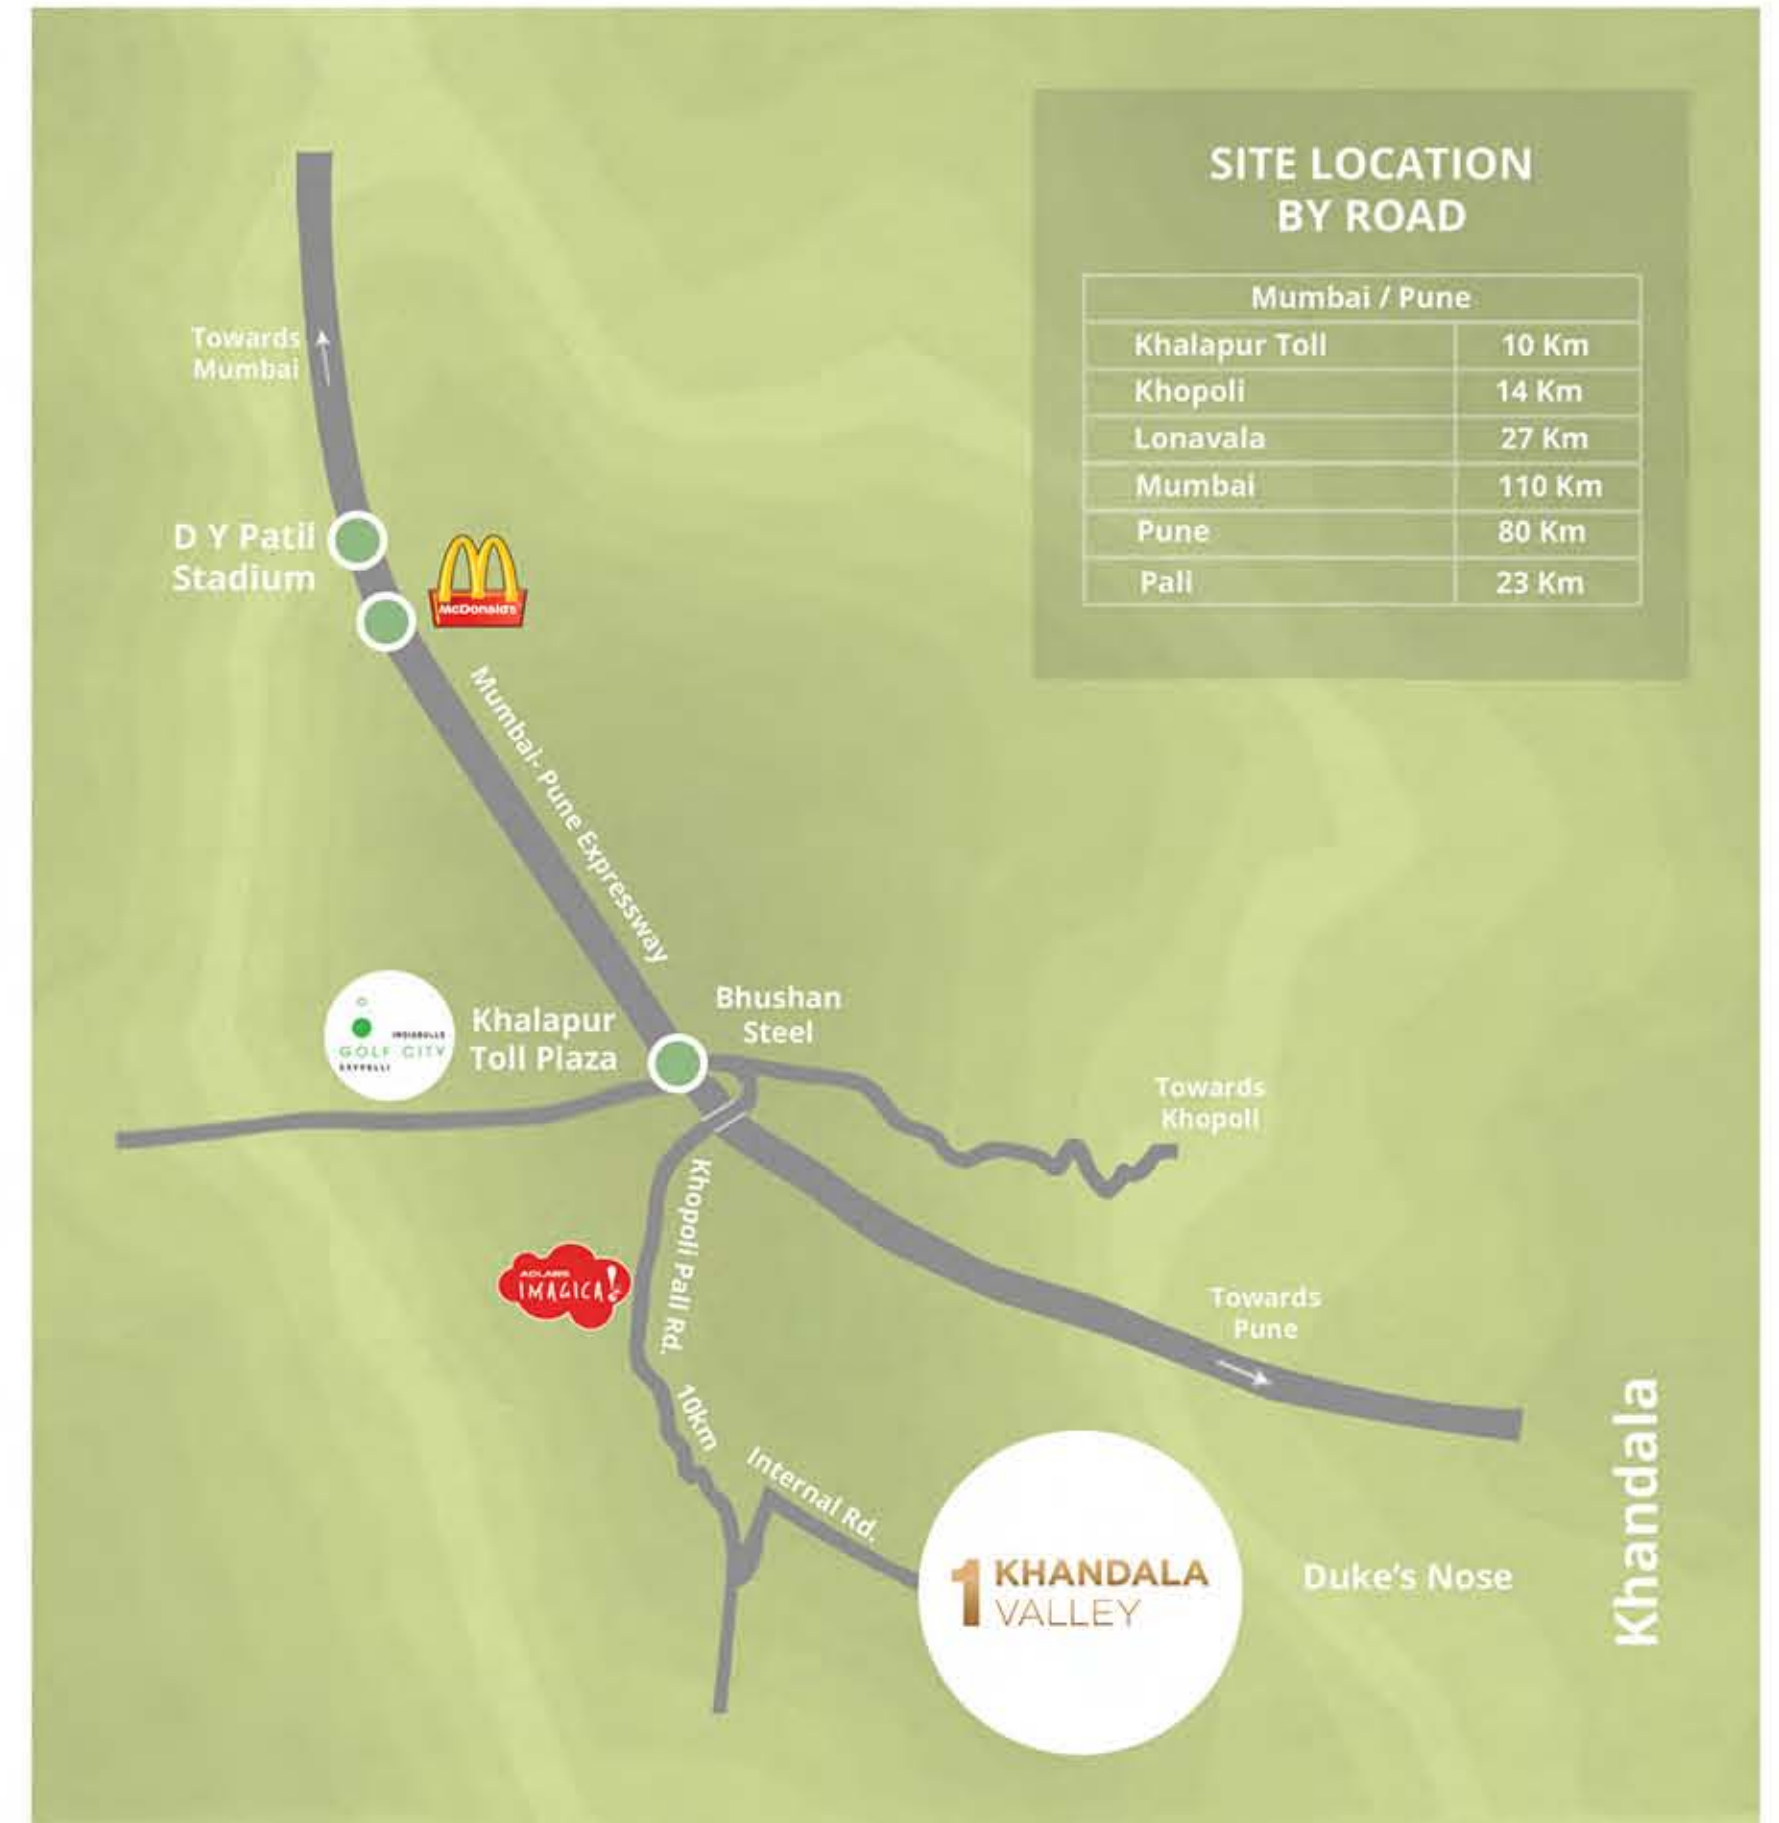 SITE LOCATION
BY ROAD
Mumbai / Pune
Khalapur Toll 10 Km
Khopoli 14 Km
Lonavala 27 Km
Mumbai 110 Km
Pune 80 Km
Pali 23 Km
Towards
Mumbai
D Y Patil
Stadium
McDonald's
Mumbai- Pune Expressway
INDIABULLS
GOLF CITY
Khalapur
Toll Plaza
Bhushan
Steel
Towards
Khopoli
Khopoli Pali Rd.
ADLABS
IMAGICA!
10km
Towards
Pune
Internal Rd.
1 KHANDALA
VALLEY
Duke's Nose
Khandala